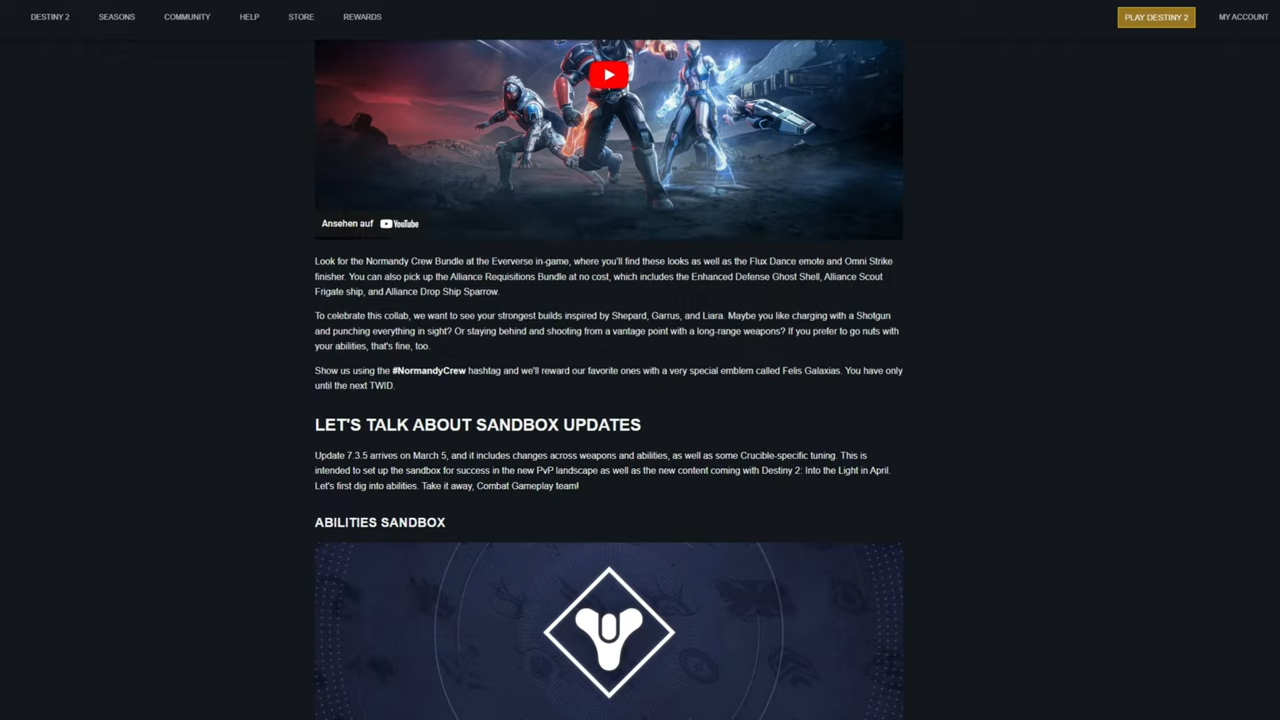 DESTINY 2 SEASONS COMMUNITY HELP STORE REWARDS PLAY DESTINY 2 MY ACCOUNT
Ansehen auf YouTube
Look for the Normandy Crew Bundle at the Eververse in-game, where you'll find these looks as well as the Flux Dance emote and Omni Strike
finisher. You can also pick up the Alliance Requisitions Bundle at no cost, which includes the Enhanced Defense Ghost Shell, Alliance Scout
Frigate ship, and Alliance Drop Ship Sparrow.
To celebrate this collab, we want to see your strongest builds inspired by Shepard, Garrus, and Liara. Maybe you like charging with a Shotgun
and punching everything in sight? Or staying behind and shooting from a vantage point with a long-range weapons? If you prefer to go nuts with
your abilities, that's fine, too.
Show us using the #NormandyCrew hashtag and we'll reward our favorite ones with a very special emblem called Felis Galaxias. You have only
until the next TWID.
LET'S TALK ABOUT SANDBOX UPDATES
Update 7.3.5 arrives on March 5, and it includes changes across weapons and abilities, as well as some Crucible-specific tuning. This is
intended to set up the sandbox for success in the new PvP landscape as well as the new content coming with Destiny 2: Into the Light in April.
Let's first dig into abilities. Take it away, Combat Gameplay team!
ABILITIES SANDBOX